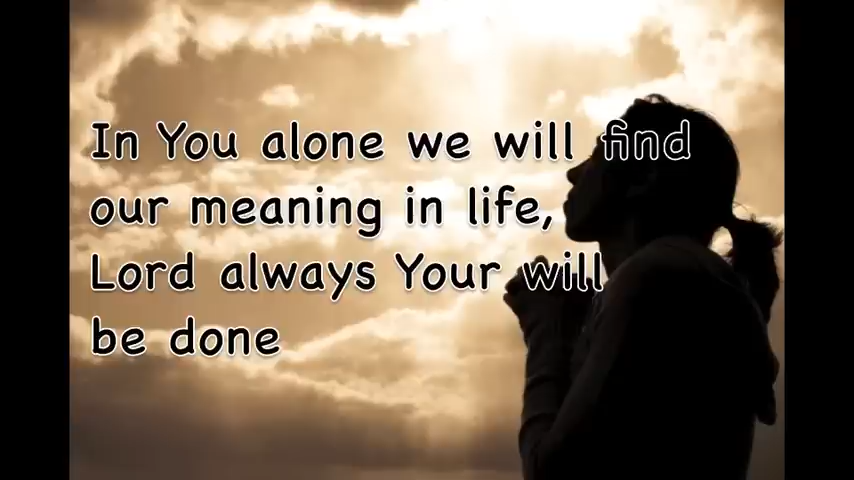 In You alone we will find
our meaning in life,
Lord always Your will
be done